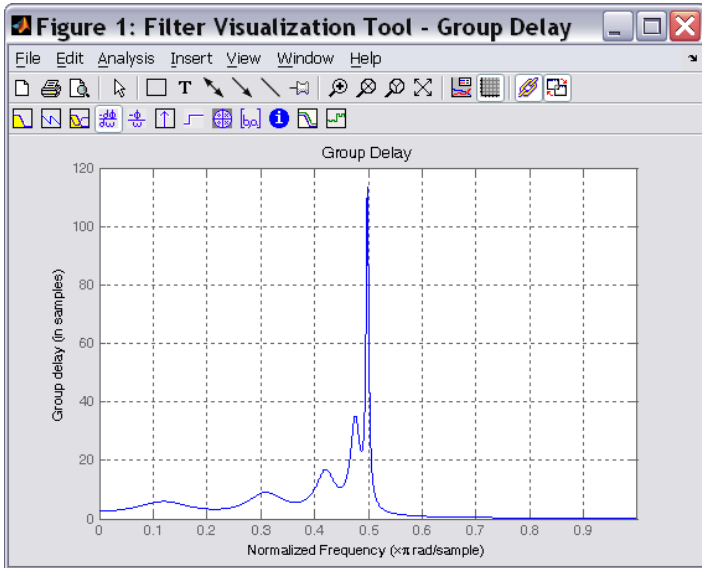 Figure 1: Filter Visualization Tool - Group Delay
File Edit Analysis Insert View Window Help
T
[b,a] i
Group Delay
120
100
80
60
40
20
0
Group delay (in samples)
0 0.1 0.2 0.3 0.4 0.5 0.6 0.7 0.8 0.9
Normalized Frequency (×π rad/sample)